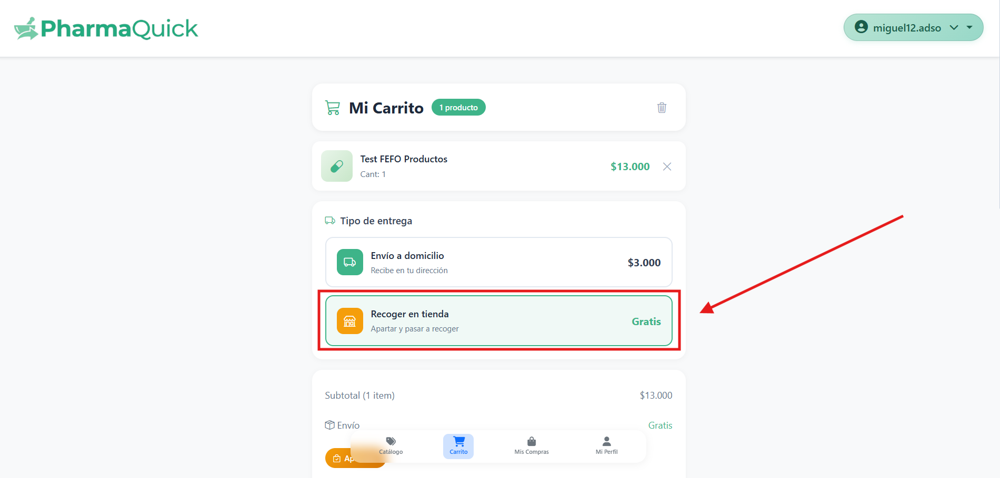 PharmaQuick
miguel12.adso
Mi Carrito
1 producto
Test FEFO Productos
Cant: 1
$13.000
Tipo de entrega
Envío a domicilio
Recibe en tu dirección
$3.000
Recoger en tienda
Apartar y pasar a recoger
Gratis
Subtotal (1 item)
$13.000
Envío
Gratis
Catálogo
Carrito
Mis Compras
Mi Perfil